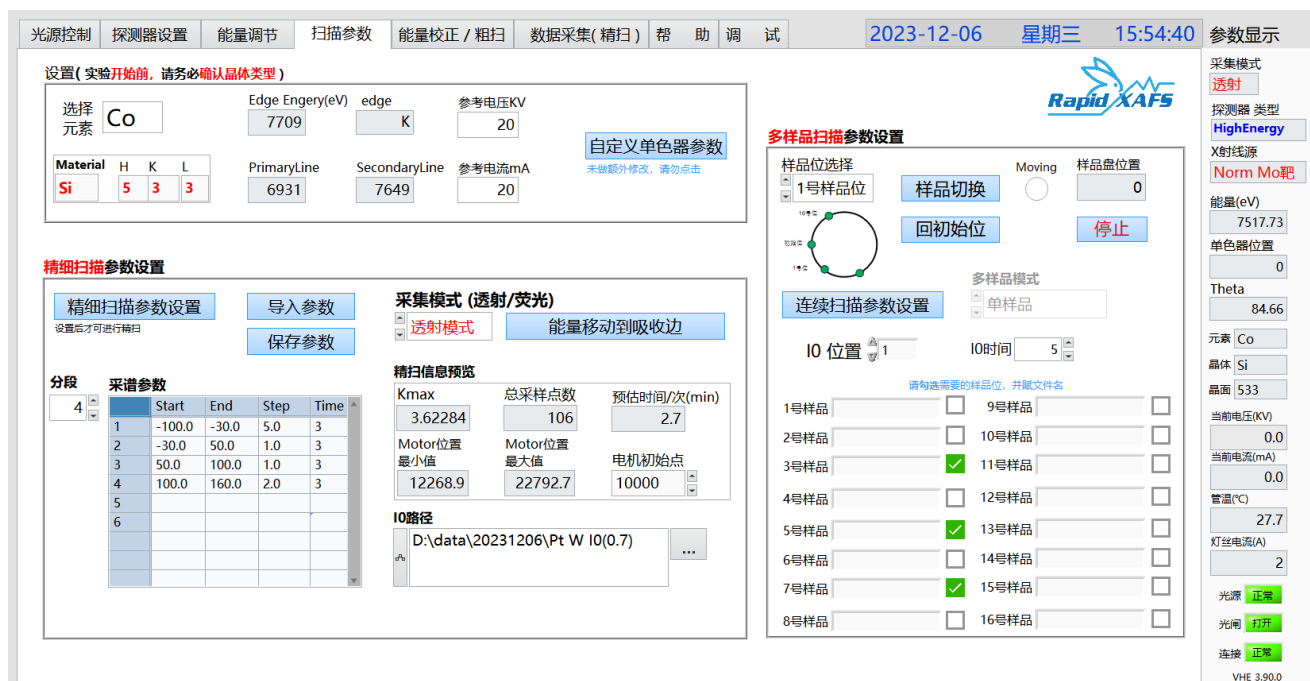 光源控制 探测器设置 能量调节 扫描参数 能量校正 / 粗扫 数据采集( 精扫 ) 帮 助 调 试 2023-12-06 星期三 15:54:40 参数显示
设置( 实验开始前, 请务必确认晶体类型 )
选择元素 Co
Edge Engery(eV) edge 参考电压KV
7709 K 20
自定义单色器参数
未做额外修改, 请勿点击
Material H K L
Si 5 3 3
PrimaryLine SecondaryLine 参考电流mA
6931 7649 20
精细扫描参数设置
精细扫描参数设置 导入参数
设置后才可进行精扫
保存参数
采集模式 (透射/荧光)
透射模式 能量移动到吸收边
分段
4
采谱参数
Start End Step Time
1 -100.0 -30.0 5.0 3
2 -30.0 50.0 1.0 3
3 50.0 100.0 1.0 3
4 100.0 160.0 2.0 3
5
6
精扫信息预览
Kmax 总采样点数 预估时间/次(min)
3.62284 106 2.7
Motor位置最小值 Motor位置最大值 电机初始点
12268.9 22792.7 10000
I0路径
D:\data\20231206\Pt W I0(0.7) ...
Rapid XAFS
多样品扫描参数设置
样品位选择 Moving 样品盘位置
1号样品位 样品切换 0
回初始位 停止
16号位
初始位
1号位
多样品模式
连续扫描参数设置 单样品
I0 位置 1 I0时间 5
请勾选需要的样品位, 并赋文件名
1号样品 9号样品
2号样品 10号样品
3号样品 11号样品
4号样品 12号样品
5号样品 13号样品
6号样品 14号样品
7号样品 15号样品
8号样品 16号样品
采集模式
透射
探测器 类型
HighEnergy
X射线源
Norm Mo靶
能量(eV)
7517.73
单色器位置
0
Theta
84.66
元素 Co
晶体 Si
晶面 533
当前电压(KV)
0.0
当前电流(mA)
0.0
管温(℃)
27.7
灯丝电流(A)
2
光源 正常
光闸 打开
连接 正常
VHE 3.90.0